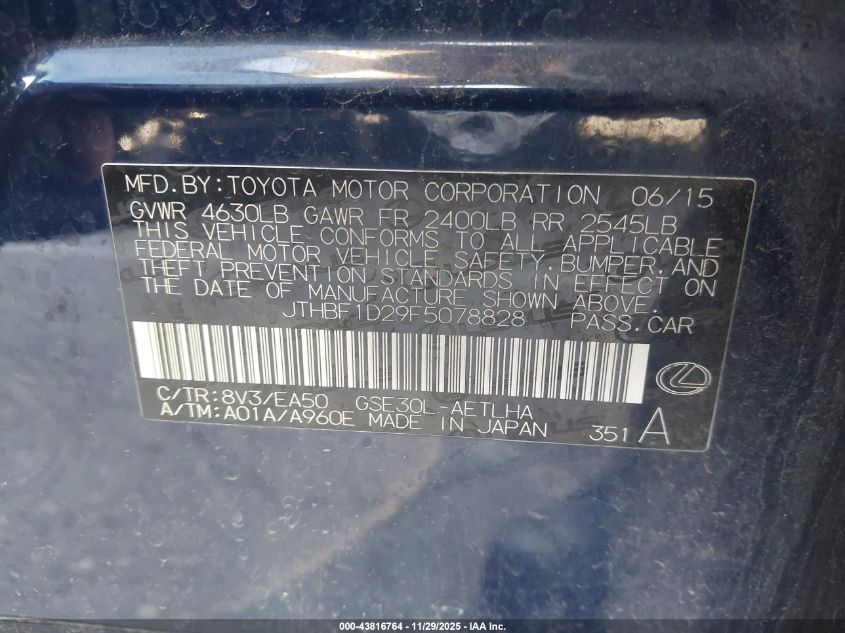 MFD.BY:TOYOTA MOTOR CORPORATION 06/15
GVWR 4630LB GAWR FR 2400LB RR 2545LB
THIS VEHICLE CONFORMS TO ALL APPLICABLE
FEDERAL MOTOR VEHICLE SAFETY,BUMPER,AND
THEFT PREVENTION STANDARDS IN EFFECT ON
THE DATE OF MANUFACTURE SHOWN ABOVE.
JTHBF1D29F5078828 PASS.CAR
C/TR:8V3/EA50 GSE30L-AETLHA
A/TM:A01A/A960E MADE IN JAPAN 351A
000-43816764 - 11/29/2025 - IAA Inc.